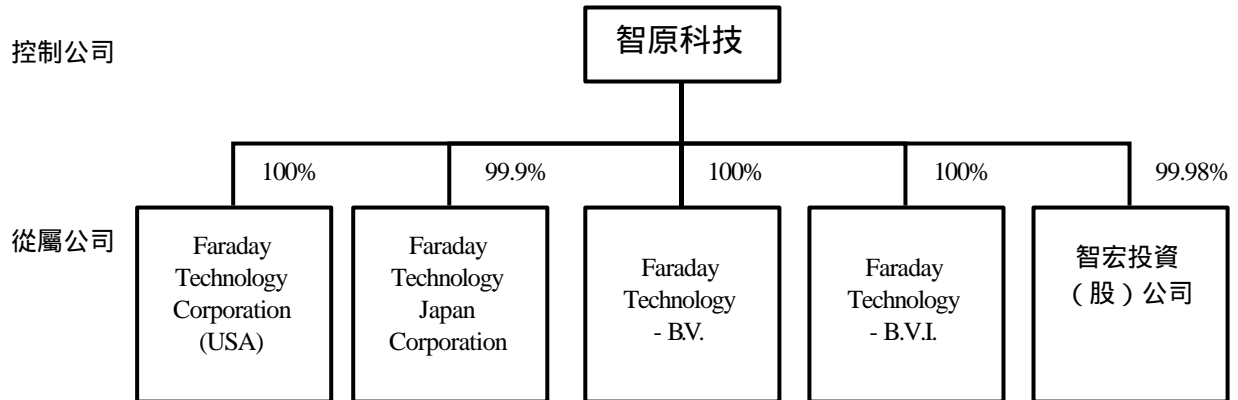 控制公司
智原科技
100%
99.9%
100%
100%
99.98%
從屬公司
Faraday
Technology
Corporation
(USA)
Faraday
Technology
Japan
Corporation
Faraday
Technology
- B.V.
Faraday
Technology
- B.V.I.
智宏投資
（股）公司